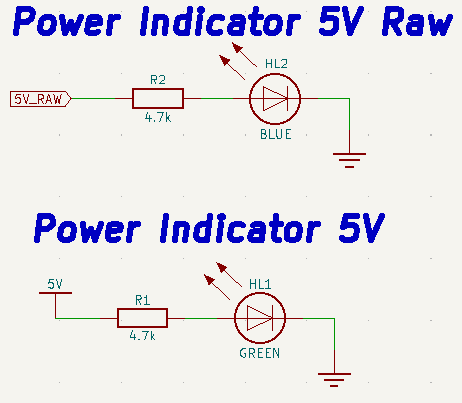 Power Indicator 5V Raw
HL2
R2
5V_RAW
4.7k
BLUE
Power Indicator 5V
5V
HL1
R1
4.7k
GREEN